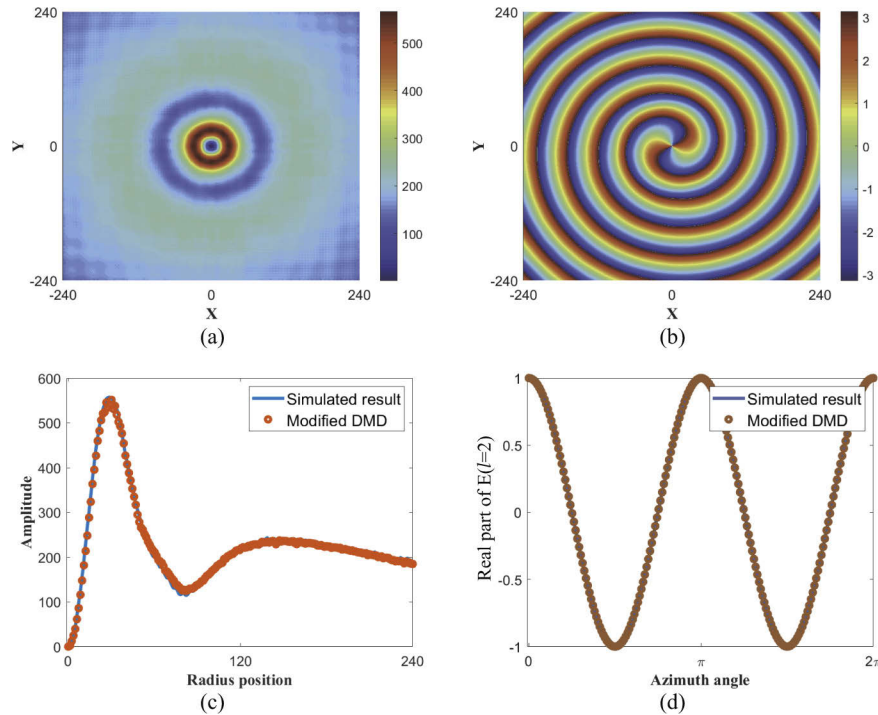 240
Y
0
-240
-240
0
240
X
500
400
300
200
100
0
(a)
240
Y
0
-240
-240
0
240
X
3
2
1
0
-1
-2
-3
(b)
600
500
400
300
200
100
0
Amplitude
0
120
240
Radius position
Simulated result
Modified DMD
(c)
1
0.5
0
-0.5
-1
Real part of E(l=2)
0
π
2π
Azimuth angle
Simulated result
Modified DMD
(d)